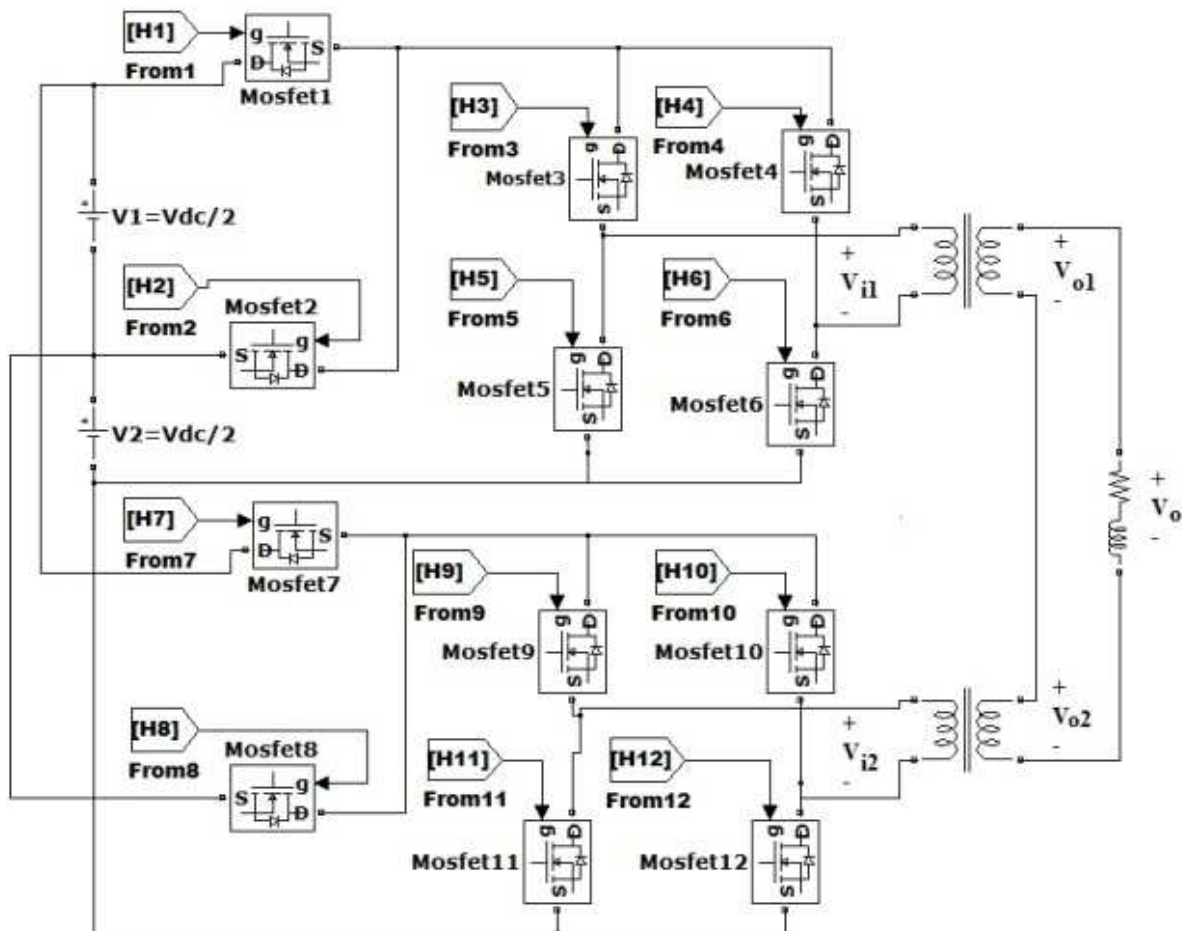 [H1]
From1
g
D
S
Mosfet1
[H3]
From3
[H4]
From4
g
D
S
Mosfet3
g
D
S
Mosfet4
V1=Vdc/2
[H2]
From2
Mosfet2
S
g
D
[H5]
From5
[H6]
From6
+
Vi1
-
+
Vo1
-
g
D
S
Mosfet5
g
D
S
Mosfet6
V2=Vdc/2
[H7]
From7
g
D
S
Mosfet7
+
Vo
-
[H9]
From9
[H10]
From10
g
D
S
Mosfet9
g
D
S
Mosfet10
[H8]
From8
Mosfet8
S
g
D
[H11]
From11
[H12]
From12
+
Vi2
-
+
Vo2
-
g
D
S
Mosfet11
g
D
S
Mosfet12